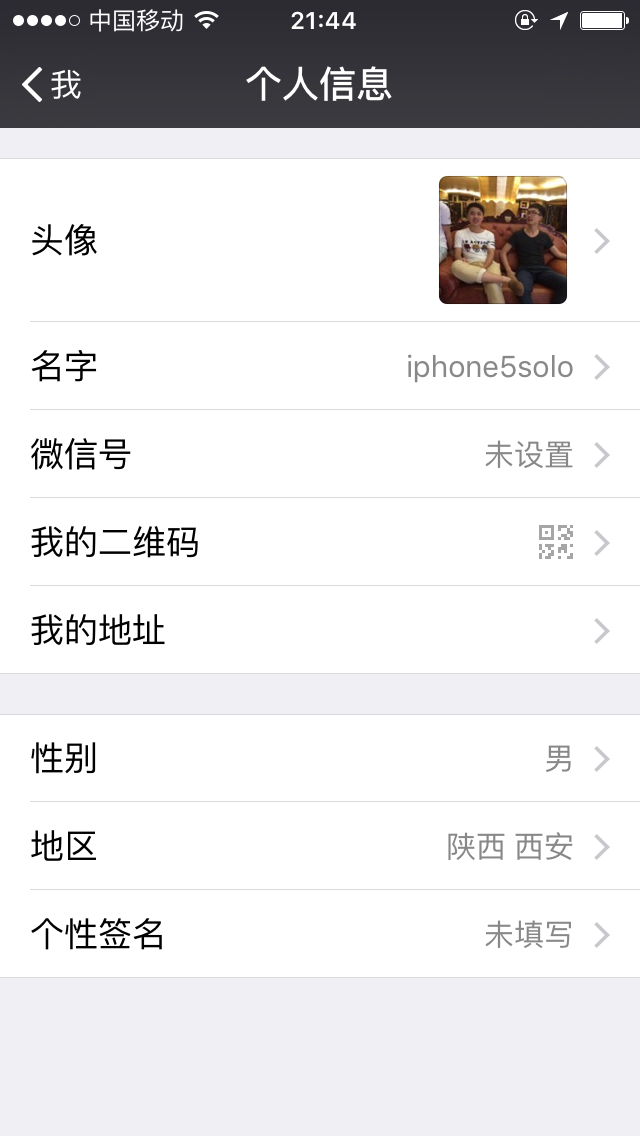 中国移动 21:44
我 个人信息
头像
名字 iphone5solo
微信号 未设置
我的二维码
我的地址
性别 男
地区 陕西 西安
个性签名 未填写